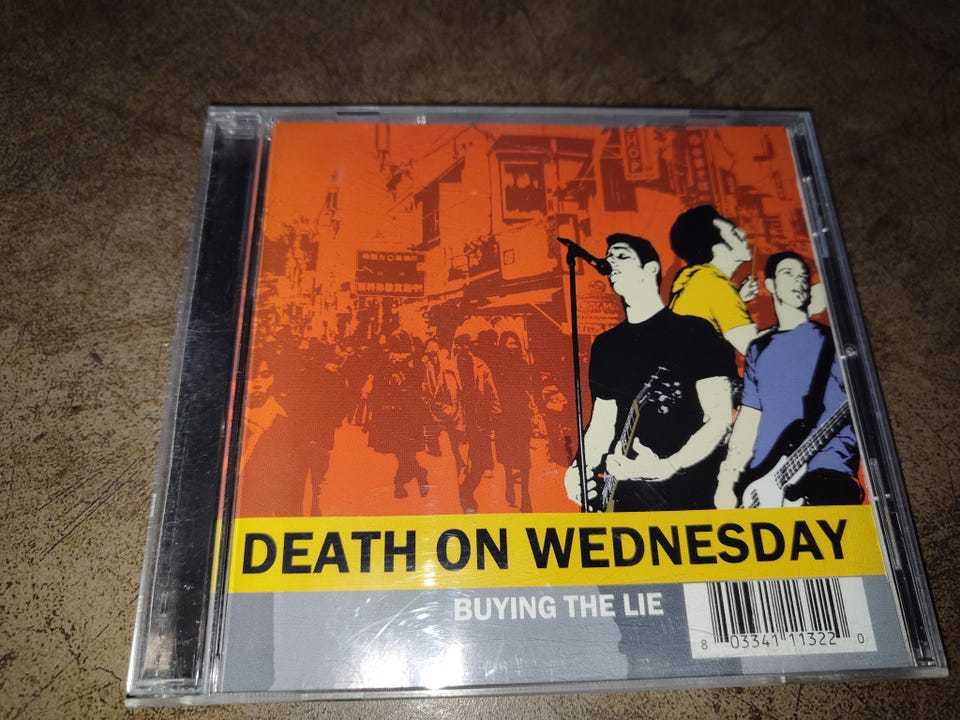 DEATH ON WEDNESDAY
BUYING THE LIE
8 03341 11322 0